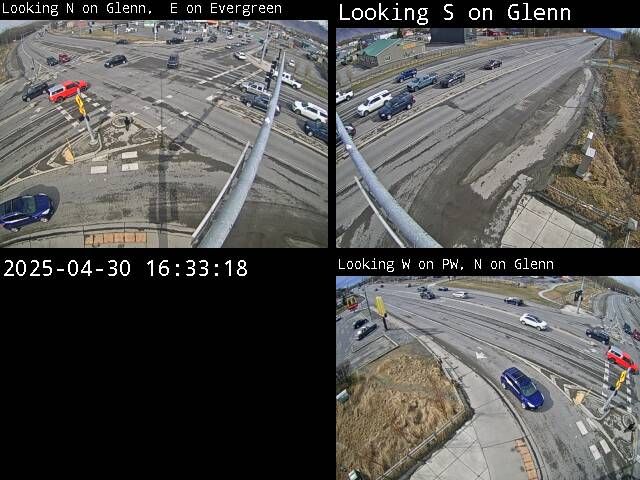 Looking N on Glenn, E on Evergreen
Looking S on Glenn
2025-04-30 16:33:18
Looking W on PW, N on Glenn